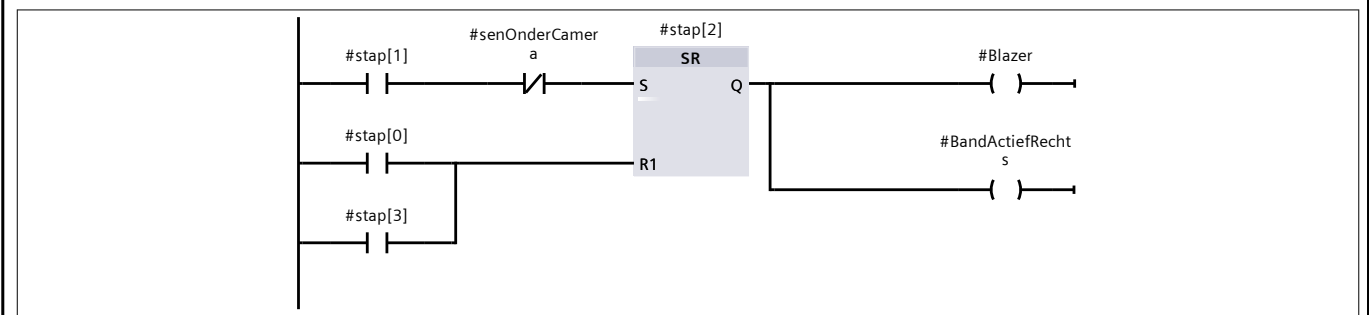 #stap[2]
#stap[1]
#senOnderCamer
a
SR
#Blazer
S
Q
#stap[0]
#BandActiefRecht
s
R1
#stap[3]